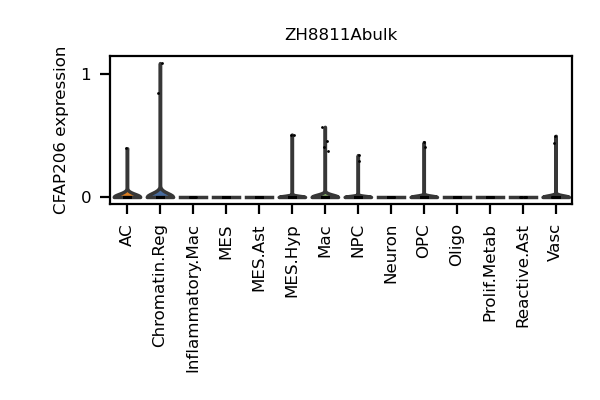 ZH8811Abulk
CFAP206 expression
1
0
AC
Chromatin.Reg
Inflammatory.Mac
MES
MES.Ast
MES.Hyp
Mac
NPC
Neuron
OPC
Oligo
Prolif.Metab
Reactive.Ast
Vasc